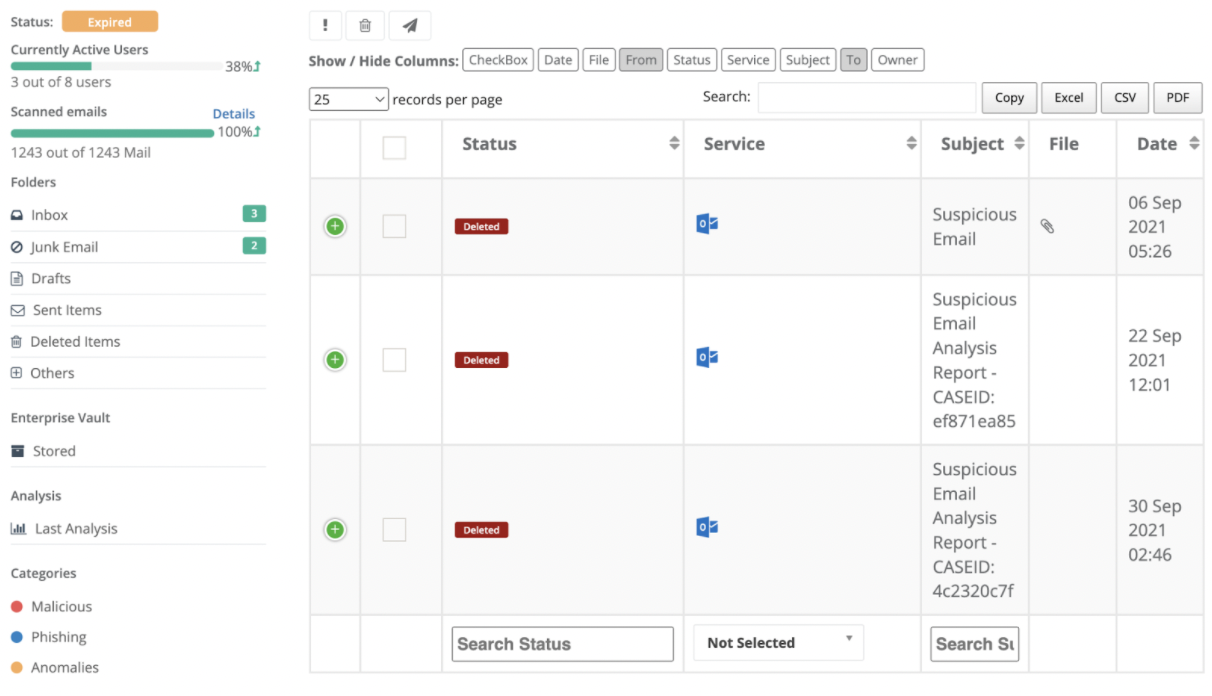 Status: Expired
Currently Active Users
38%
3 out of 8 users
Scanned emails Details
100%
1243 out of 1243 Mail
Folders
Inbox 3
Junk Email 2
Drafts
Sent Items
Deleted Items
Others
Enterprise Vault
Stored
Analysis
Last Analysis
Categories
Malicious
Phishing
Anomalies
Show / Hide Columns: CheckBox Date File From Status Service Subject To Owner
25 records per page Search: Copy Excel CSV PDF
Status Service Subject File Date
Deleted
Suspicious
Email
06 Sep
2021
05:26
Deleted
Suspicious
Email
Analysis
Report -
CASEID:
ef871ea85
22 Sep
2021
12:01
Deleted
Suspicious
Email
Analysis
Report -
CASEID:
4c2320c7f
30 Sep
2021
02:46
Search Status Not Selected Search Su